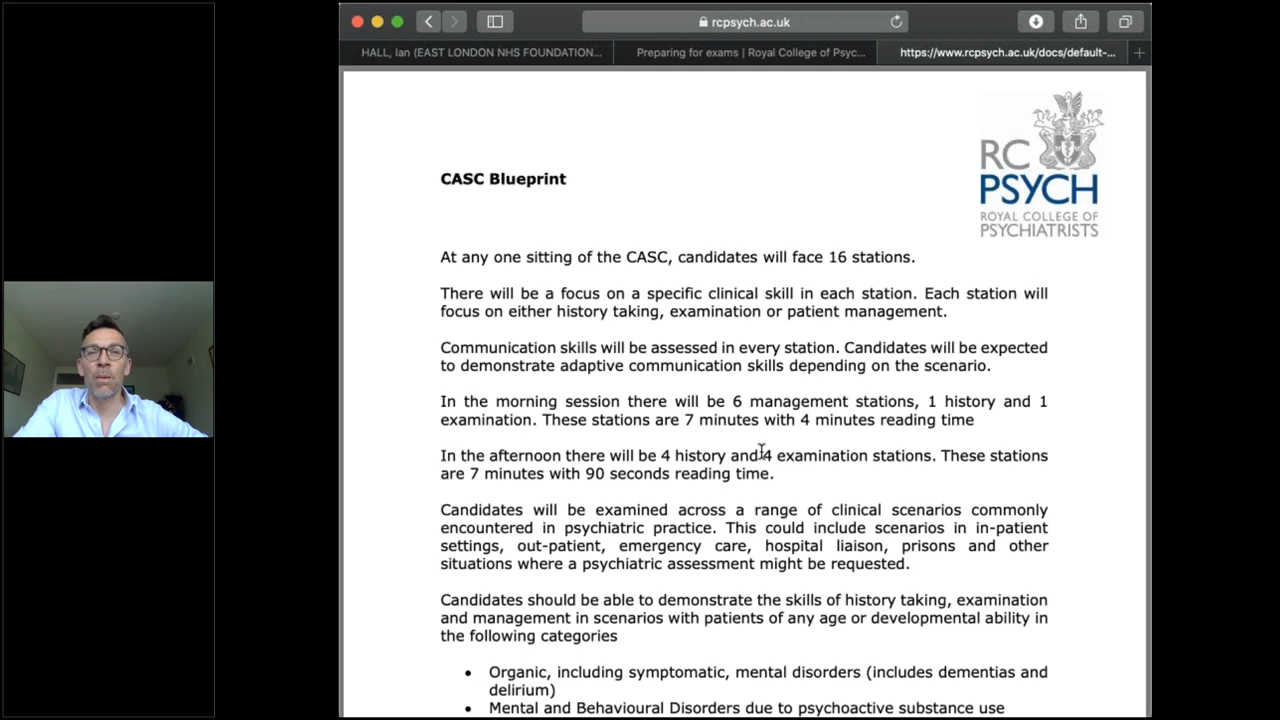 rcpsych.ac.uk
HALL, Ian (EAST LONDON NHS FOUNDATION...
Preparing for exams | Royal College of Psyc...
https://www.rcpsych.ac.uk/docs/default-...
RC
PSYCH
ROYAL COLLEGE OF
PSYCHIATRISTS
CASC Blueprint
At any one sitting of the CASC, candidates will face 16 stations.
There will be a focus on a specific clinical skill in each station. Each station will
focus on either history taking, examination or patient management.
Communication skills will be assessed in every station. Candidates will be expected
to demonstrate adaptive communication skills depending on the scenario.
In the morning session there will be 6 management stations, 1 history and 1
examination. These stations are 7 minutes with 4 minutes reading time
In the afternoon there will be 4 history and 4 examination stations. These stations
are 7 minutes with 90 seconds reading time.
Candidates will be examined across a range of clinical scenarios commonly
encountered in psychiatric practice. This could include scenarios in in-patient
settings, out-patient, emergency care, hospital liaison, prisons and other
situations where a psychiatric assessment might be requested.
Candidates should be able to demonstrate the skills of history taking, examination
and management in scenarios with patients of any age or developmental ability in
the following categories
• Organic, including symptomatic, mental disorders (includes dementias and
delirium)
• Mental and Behavioural Disorders due to psychoactive substance use